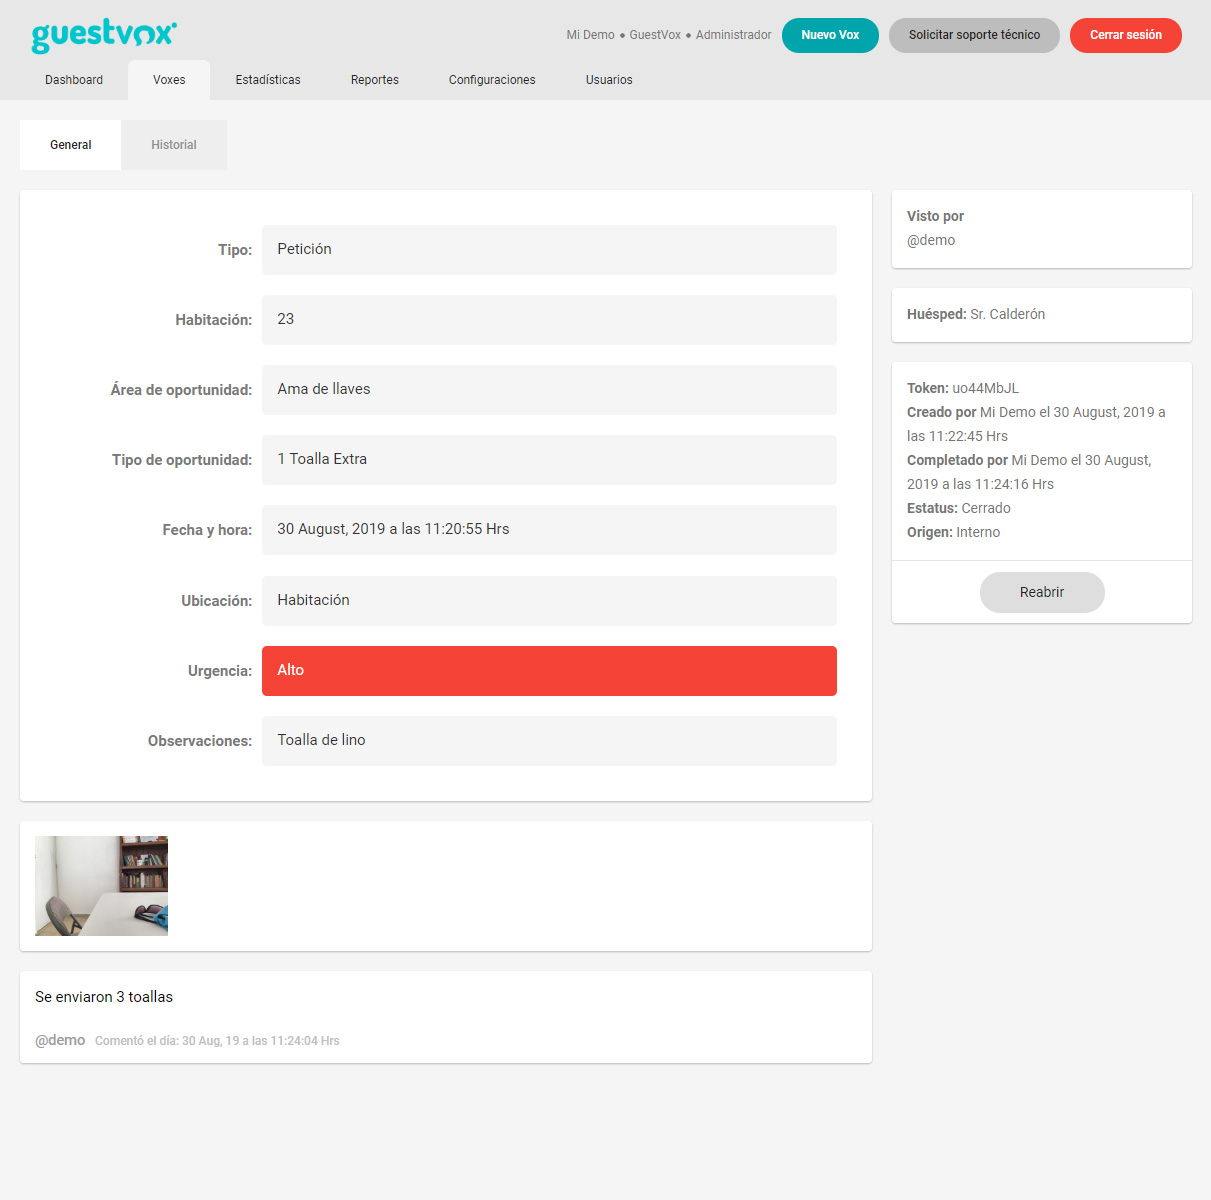 guestvox
Mi Demo • GuestVox • Administrador
Nuevo Vox
Solicitar soporte técnico
Cerrar sesión
Dashboard
Voxes
Estadísticas
Reportes
Configuraciones
Usuarios
General
Historial
Tipo: Petición
Habitación: 23
Área de oportunidad: Ama de llaves
Tipo de oportunidad: 1 Toalla Extra
Fecha y hora: 30 August, 2019 a las 11:20:55 Hrs
Ubicación: Habitación
Urgencia: Alto
Observaciones: Toalla de lino
Se enviaron 3 toallas
@demo Comentó el día: 30 Aug, 19 a las 11:24:04 Hrs
Visto por
@demo
Huésped: Sr. Calderón
Token: uo44MbJL
Creado por Mi Demo el 30 August, 2019 a
las 11:22:45 Hrs
Completado por Mi Demo el 30 August,
2019 a las 11:24:16 Hrs
Estatus: Cerrado
Origen: Interno
Reabrir